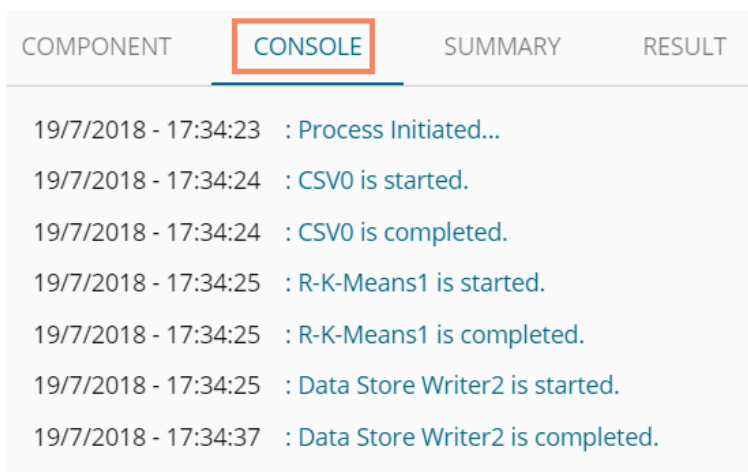 COMPONENT CONSOLE SUMMARY RESULT
19/7/2018 - 17:34:23 : Process Initiated...
19/7/2018 - 17:34:24 : CSV0 is started.
19/7/2018 - 17:34:24 : CSV0 is completed.
19/7/2018 - 17:34:25 : R-K-Means1 is started.
19/7/2018 - 17:34:25 : R-K-Means1 is completed.
19/7/2018 - 17:34:25 : Data Store Writer2 is started.
19/7/2018 - 17:34:37 : Data Store Writer2 is completed.